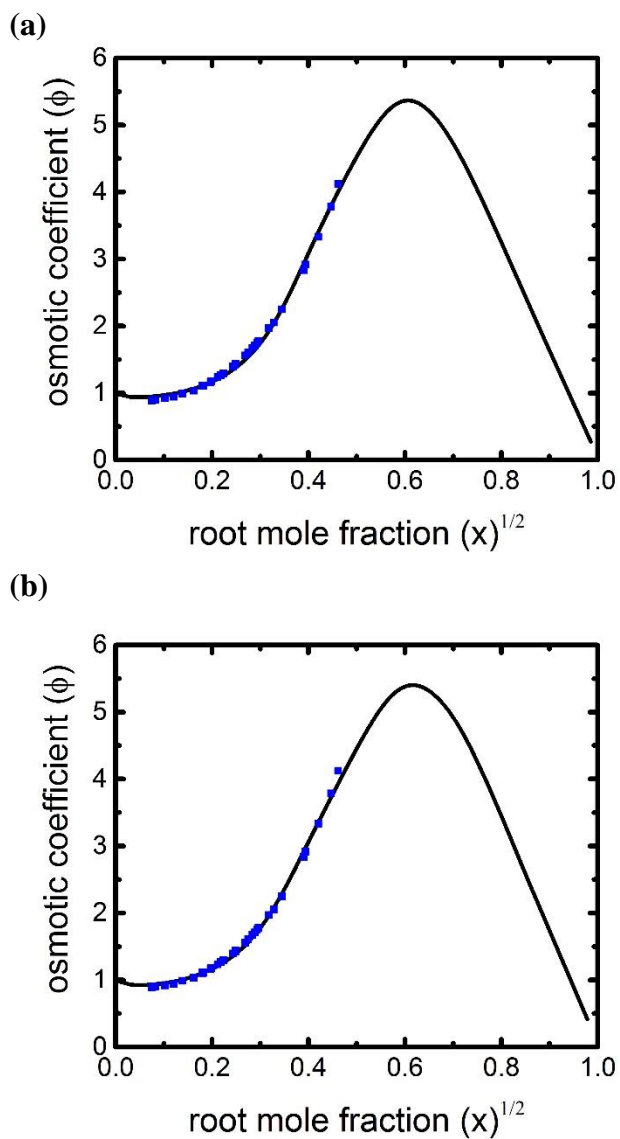 (a)
6
5
4
3
2
1
0
osmotic coefficient (ϕ)
0.0 0.2 0.4 0.6 0.8 1.0
root mole fraction (x)^{1/2}
(b)
6
5
4
3
2
1
0
osmotic coefficient (ϕ)
0.0 0.2 0.4 0.6 0.8 1.0
root mole fraction (x)^{1/2}